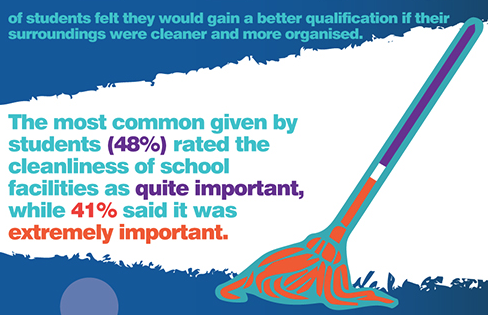 of students felt they would gain a better qualification if their
surroundings were cleaner and more organised.
The most common given by
students (48%) rated the
cleanliness of school
facilities as quite important,
while 41% said it was
extremely important.